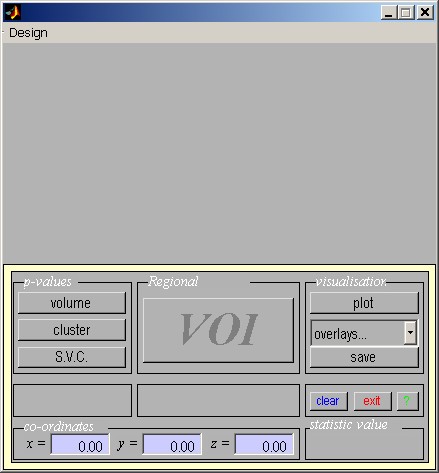 Design
p-values
Regional
visualisation
volume
cluster
S.V.C.
VOI
plot
overlays...
save
clear
exit
?
co-ordinates
x = 0.00 y = 0.00 z = 0.00
statistic value